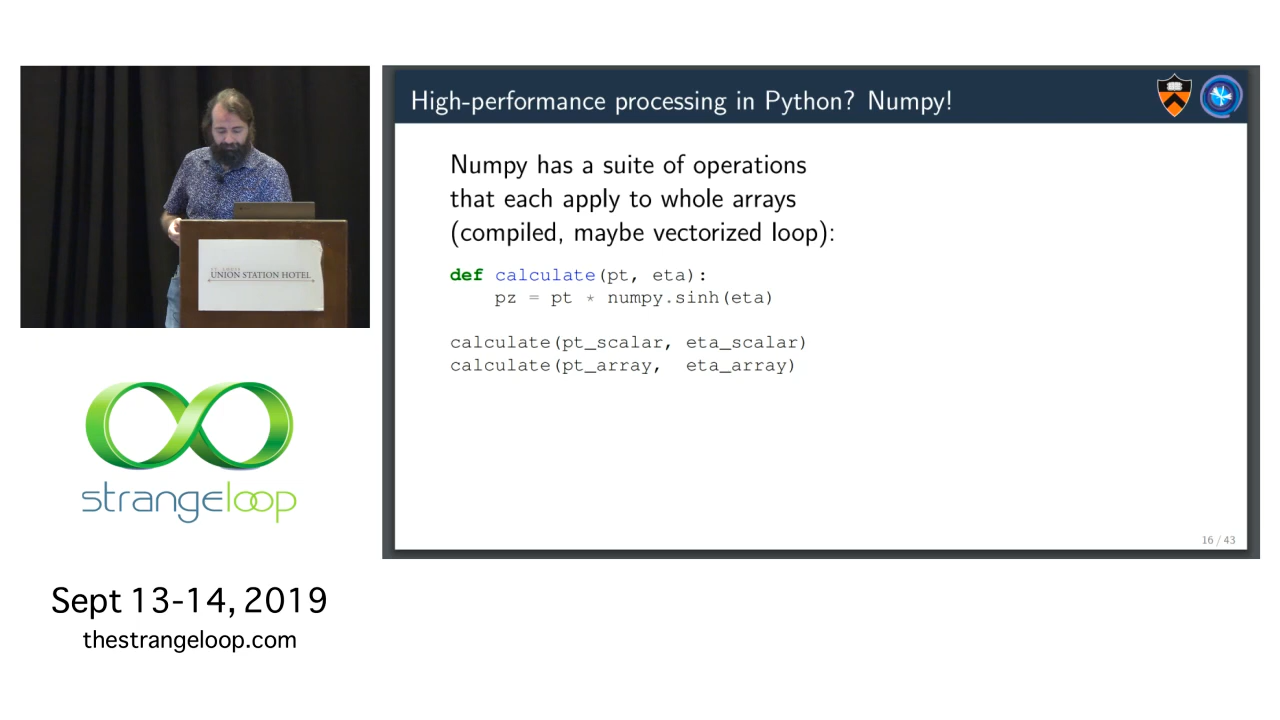 High-performance processing in Python? Numpy!
Numpy has a suite of operations
that each apply to whole arrays
(compiled, maybe vectorized loop):
def calculate(pt, eta):
    pz = pt * numpy.sinh(eta)
calculate(pt_scalar, eta_scalar)
calculate(pt_array,  eta_array)
16 / 43
UNION STATION HOTEL
strangeloop
Sept 13-14, 2019
thestrangeloop.com